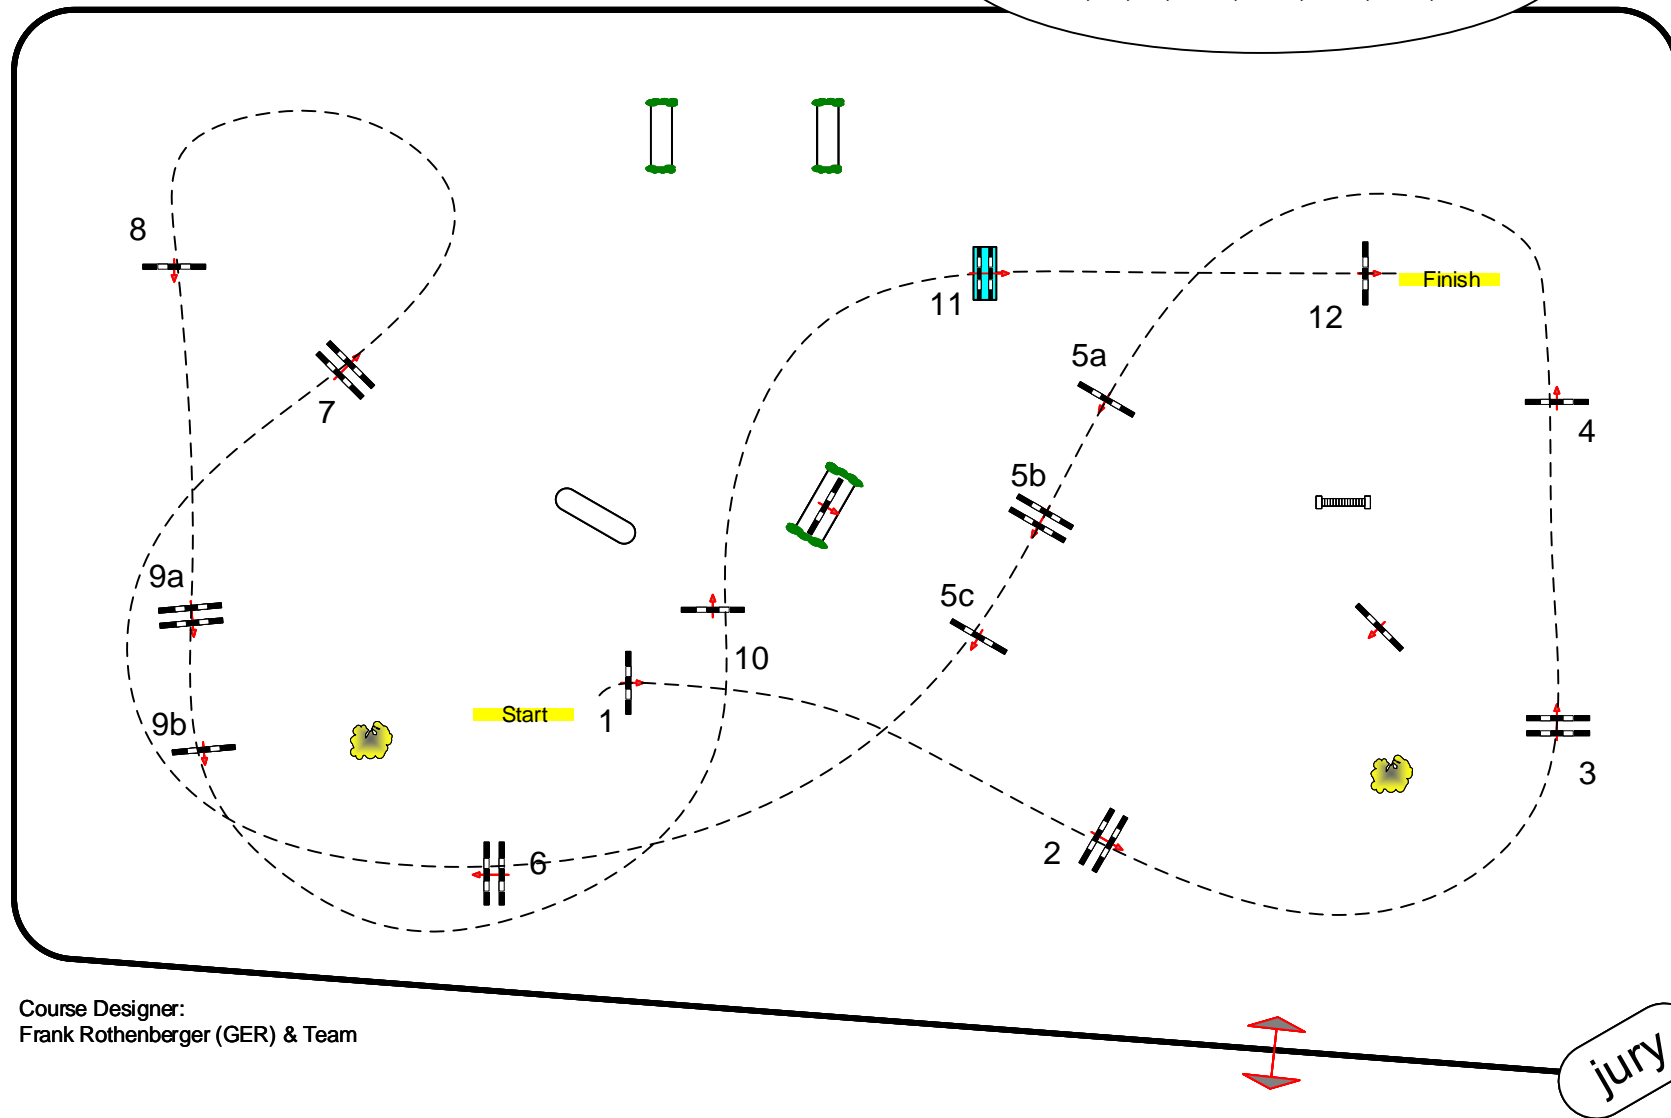 8
11
Finish
12
5a
7
4
5b
9a
5c
10
Start
1
9b
3
2
6
Course Designer:
Frank Rothenberger (GER) & Team
jury